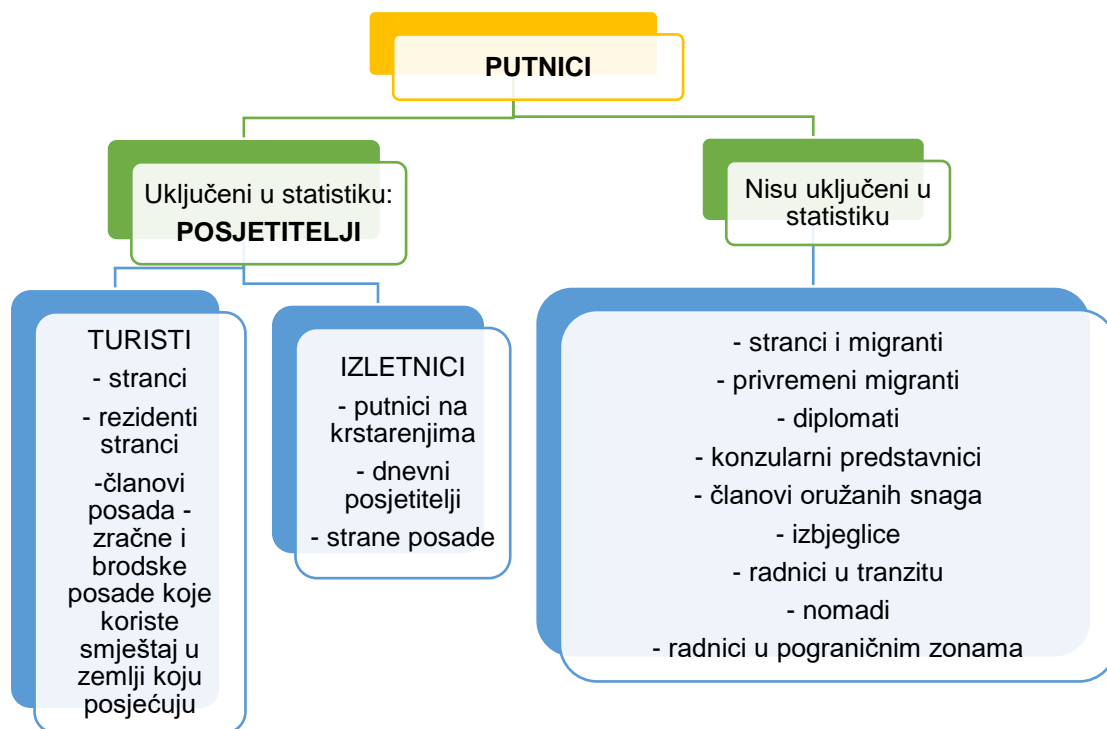 PUTNICI
Uključeni u statistiku:
POSJETITELJI
Nisu uključeni u
statistiku
TURISTI
- stranci
- rezidenti
stranci
-članovi
posada -
zračne i
brodske
posade koje
koriste
smještaj u
zemlji koju
posjećuju
IZLETNICI
- putnici na
krstarenjima
- dnevni
posjetitelji
- strane posade
- stranci i migranti
- privremeni migranti
- diplomati
- konzularni predstavnici
- članovi oružanih snaga
- izbjeglice
- radnici u tranzitu
- nomadi
- radnici u pograničnim zonama